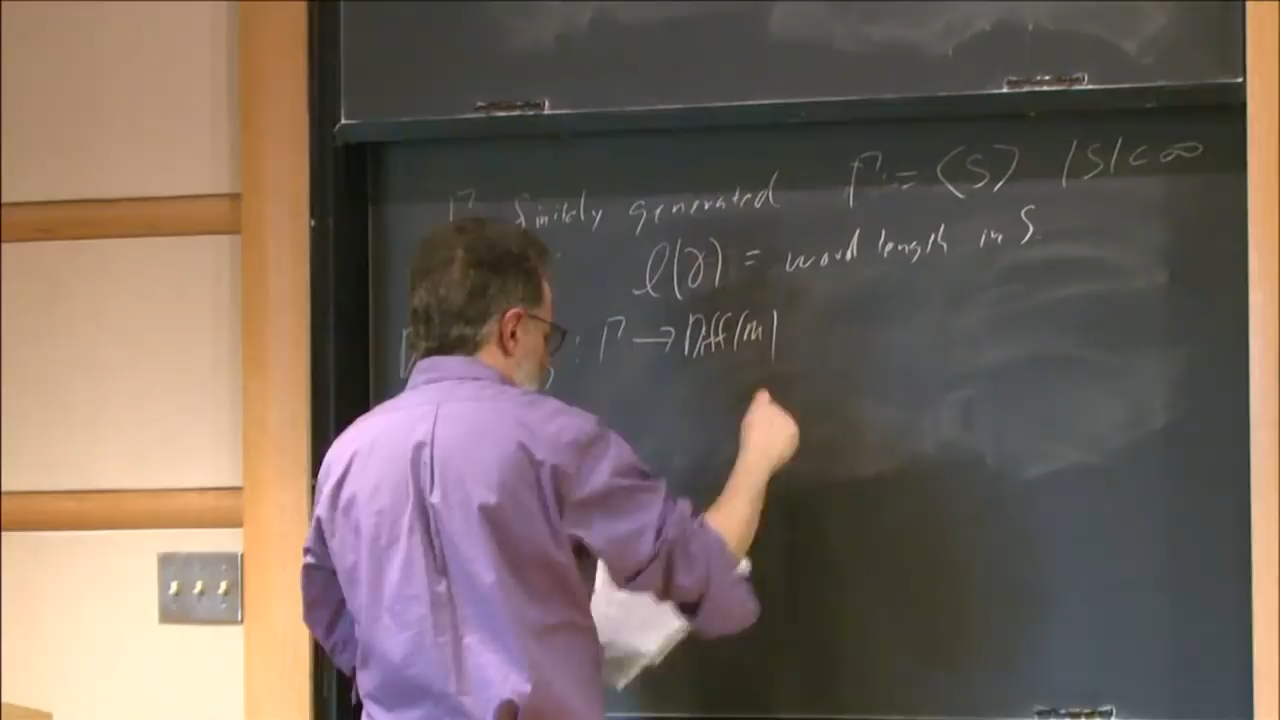 Γ finitely generated Γ = ⟨S⟩ |S| < ∞
ℓ(γ) = word length in S.
: Γ → Diff(M)